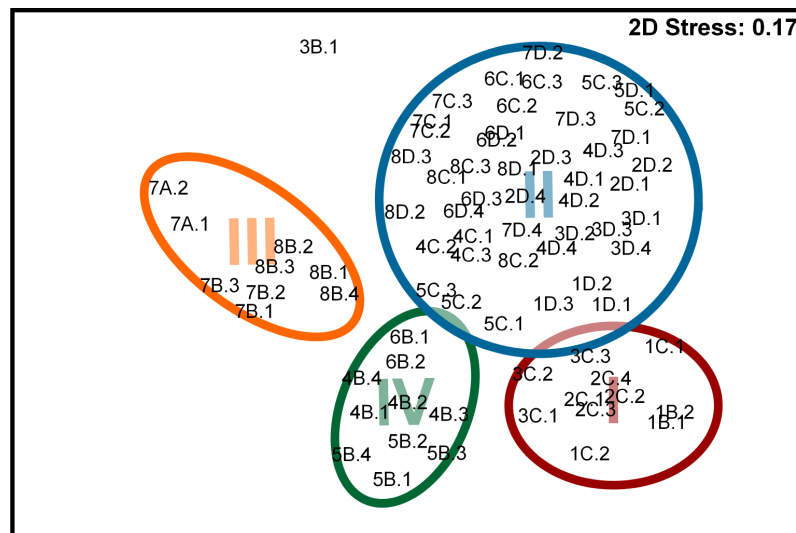 2D Stress: 0.17
3B.1
7D.2
6C.1
6C.3
5C.3
5D.1
7C.3
6C.2
5C.2
7C.1
7D.3
7C.2
6D.1
6D.2
7D.1
8D.3
2D.3
4D.3
8C.3
8D.1
2D.2
8C.1
4D.1
2D.1
7A.2
6D.3
2D.4
4D.2
II
8D.2
6D.4
3D.1
7A.1
7D.4
3D.2
3D.3
4C.1
4C.2
4D.4
3D.4
III
8B.2
4C.3
8C.2
8B.3
8B.1
7B.3
7B.2
8B.4
5C.3
1D.2
7B.1
5C.2
1D.3
1D.1
5C.1
6B.1
1C.1
3C.3
6B.2
3C.2
4B.4
2C.4
IV
I
4B.2
2C.1
2C.2
4B.1
4B.3
3C.1
2C.3
1B.2
1B.1
5B.2
5B.4
5B.3
1C.2
5B.1